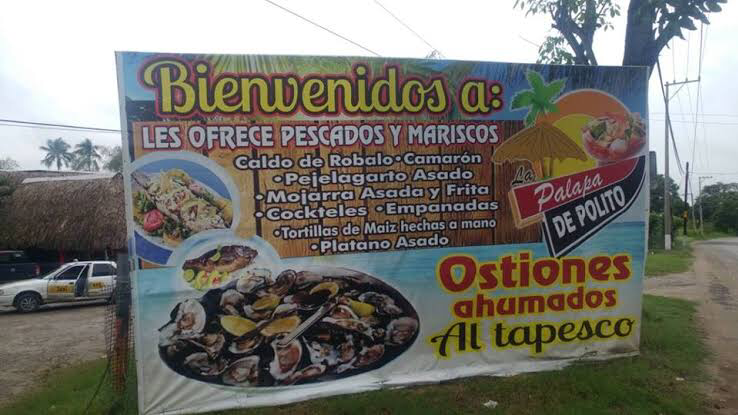 Bienvenidos a:
LES OFRECE PESCADOS Y MARISCOS
Caldo de Robalo•Camarón
•Pejelagarto Asado
•Mojarra Asada y Frita
•Cockteles •Empanadas
•Tortillas de Maiz hechas a mano
•Platano Asado
La
Palapa
DE POLITO
Ostiones
ahumados
Al tapesco